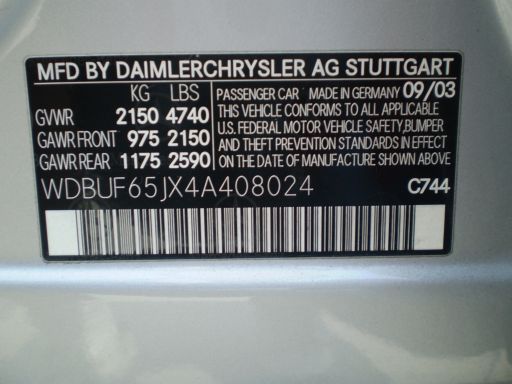 MFD BY DAIMLERCHRYSLER AG STUTTGART
KG LBS
GVWR 2150 4740
GAWR FRONT 975 2150
GAWR REAR 1175 2590
PASSENGER CAR MADE IN GERMANY 09/03
THIS VEHICLE CONFORMS TO ALL APPLICABLE
U.S. FEDERAL MOTOR VEHICLE SAFETY, BUMPER
AND THEFT PREVENTION STANDARDS IN EFFECT
ON THE DATE OF MANUFACTURE SHOWN ABOVE
WDBUF65JX4A408024
C744